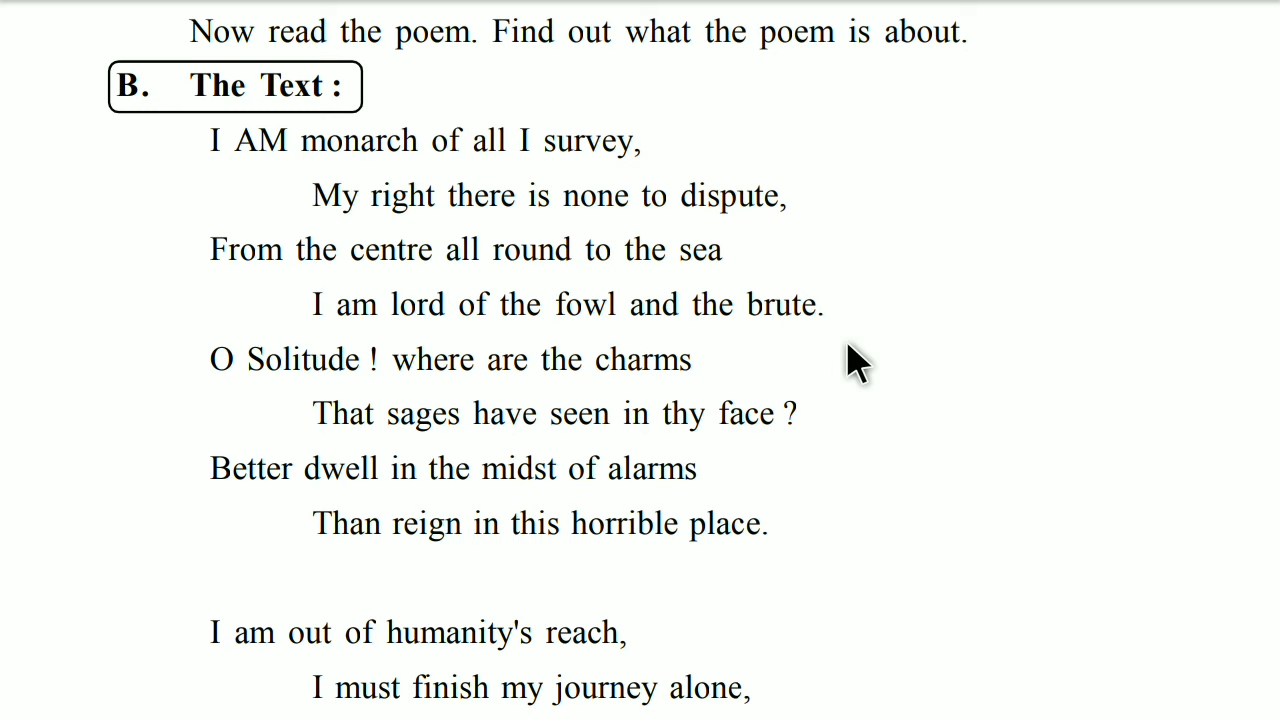 Now read the poem. Find out what the poem is about.
B. The Text :
I AM monarch of all I survey,
My right there is none to dispute,
From the centre all round to the sea
I am lord of the fowl and the brute.
O Solitude ! where are the charms
That sages have seen in thy face ?
Better dwell in the midst of alarms
Than reign in this horrible place.
I am out of humanity's reach,
I must finish my journey alone,